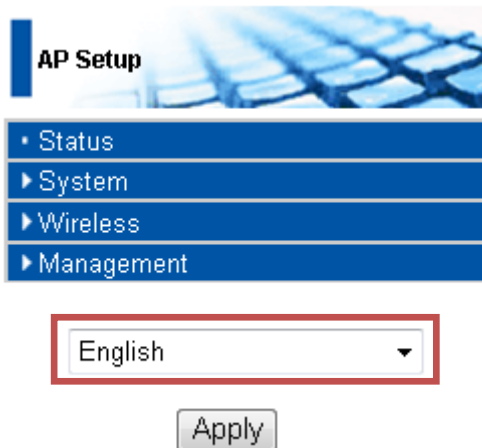 AP Setup
Status
System
Wireless
Management
English
Apply